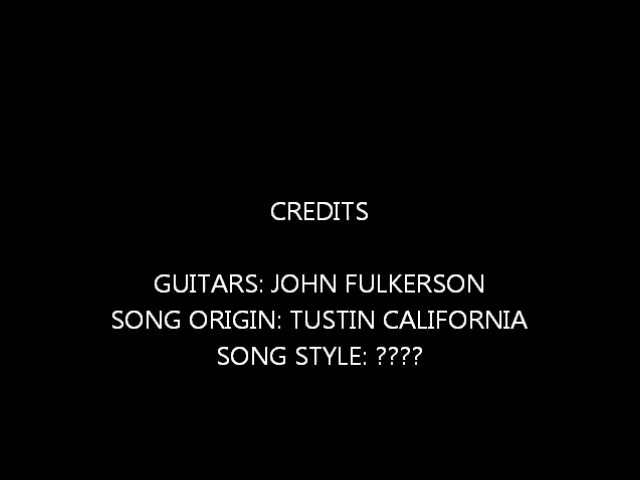 CREDITS
GUITARS: JOHN FULKERSON
SONG ORIGIN: TUSTIN CALIFORNIA
SONG STYLE: ????